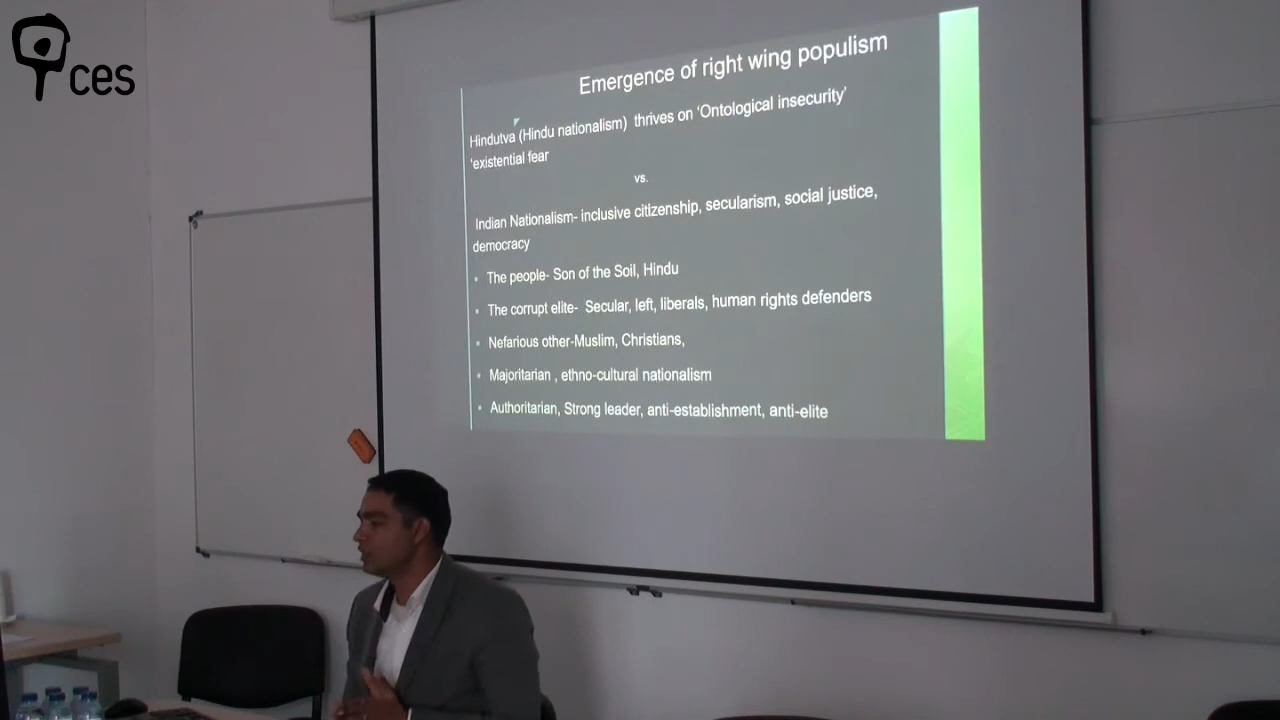 ces
Emergence of right wing populism
Hindutva (Hindu nationalism) thrives on ‘Ontological insecurity’
‘existential fear
vs.
Indian Nationalism- inclusive citizenship, secularism, social justice,
democracy
• The people- Son of the Soil, Hindu
• The corrupt elite- Secular, left, liberals, human rights defenders
• Nefarious other-Muslim, Christians,
• Majoritarian , ethno-cultural nationalism
• Authoritarian, Strong leader, anti-establishment, anti-elite